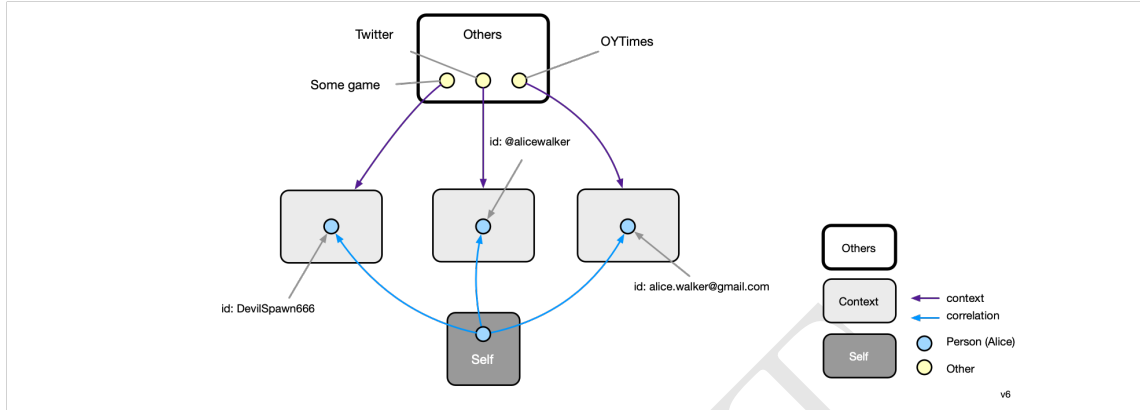 Twitter
Others
OYTimes
Some game
id: @alicewalker
id: DevilSpawn666
id: alice.walker@gmail.com
Self
Others
Context
context
correlation
Self
Person (Alice)
Other
v6